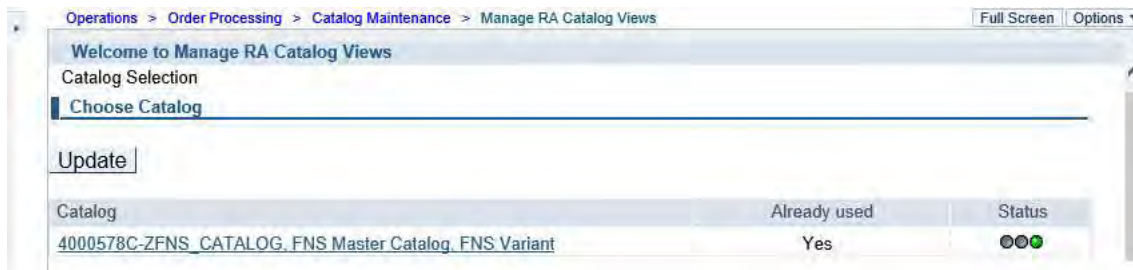 Operations > Order Processing > Catalog Maintenance > Manage RA Catalog Views Full Screen Options
Welcome to Manage RA Catalog Views
Catalog Selection
Choose Catalog
Update
Catalog Already used Status
4000578C-ZFNS_CATALOG, FNS Master Catalog, FNS Variant Yes